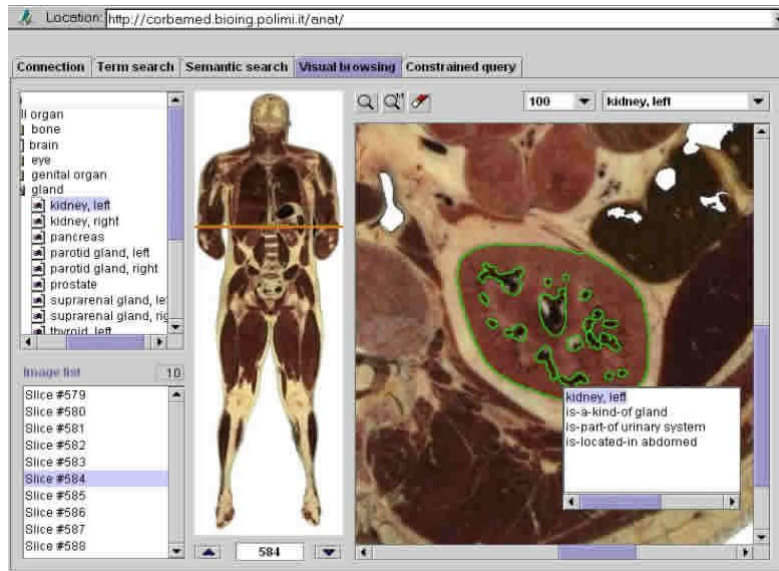 Location: http://corbamed.bioing.polimi.it/anat/
Connection Term search Semantic search Visual browsing Constrained query
ll organ
bone
brain
eye
genital organ
gland
kidney, left
kidney, right
pancreas
parotid gland, left
parotid gland, right
prostate
suprarenal gland, le
suprarenal gland, rig
thyroid, left
Image list 10
Slice #579
Slice #580
Slice #581
Slice #582
Slice #583
Slice #584
Slice #585
Slice #586
Slice #587
Slice #588
584
100 kidney, left
kidney, left
is-a-kind-of gland
is-part-of urinary system
is-located-in abdomed